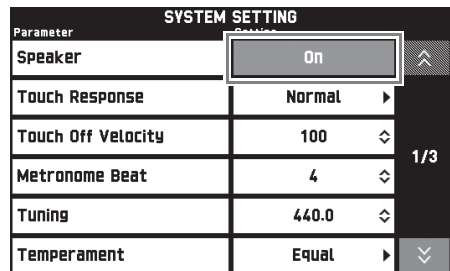 SYSTEM SETTING
Parameter
Speaker On
Touch Response Normal
Touch Off Velocity 100
1/3
Metronome Beat 4
Tuning 440.0
Temperament Equal